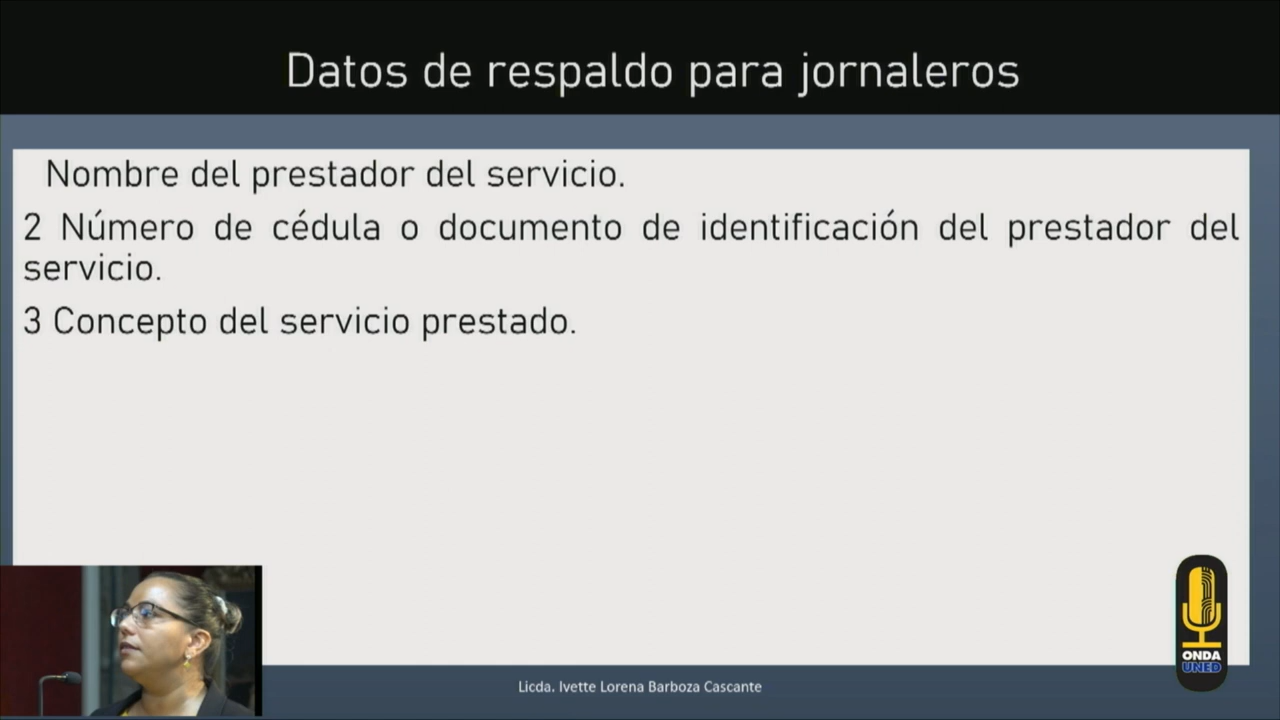 Datos de respaldo para jornaleros
Nombre del prestador del servicio.
2 Número de cédula o documento de identificación del prestador del
servicio.
3 Concepto del servicio prestado.
ONDA
UNED
Licda. Ivette Lorena Barboza Cascante